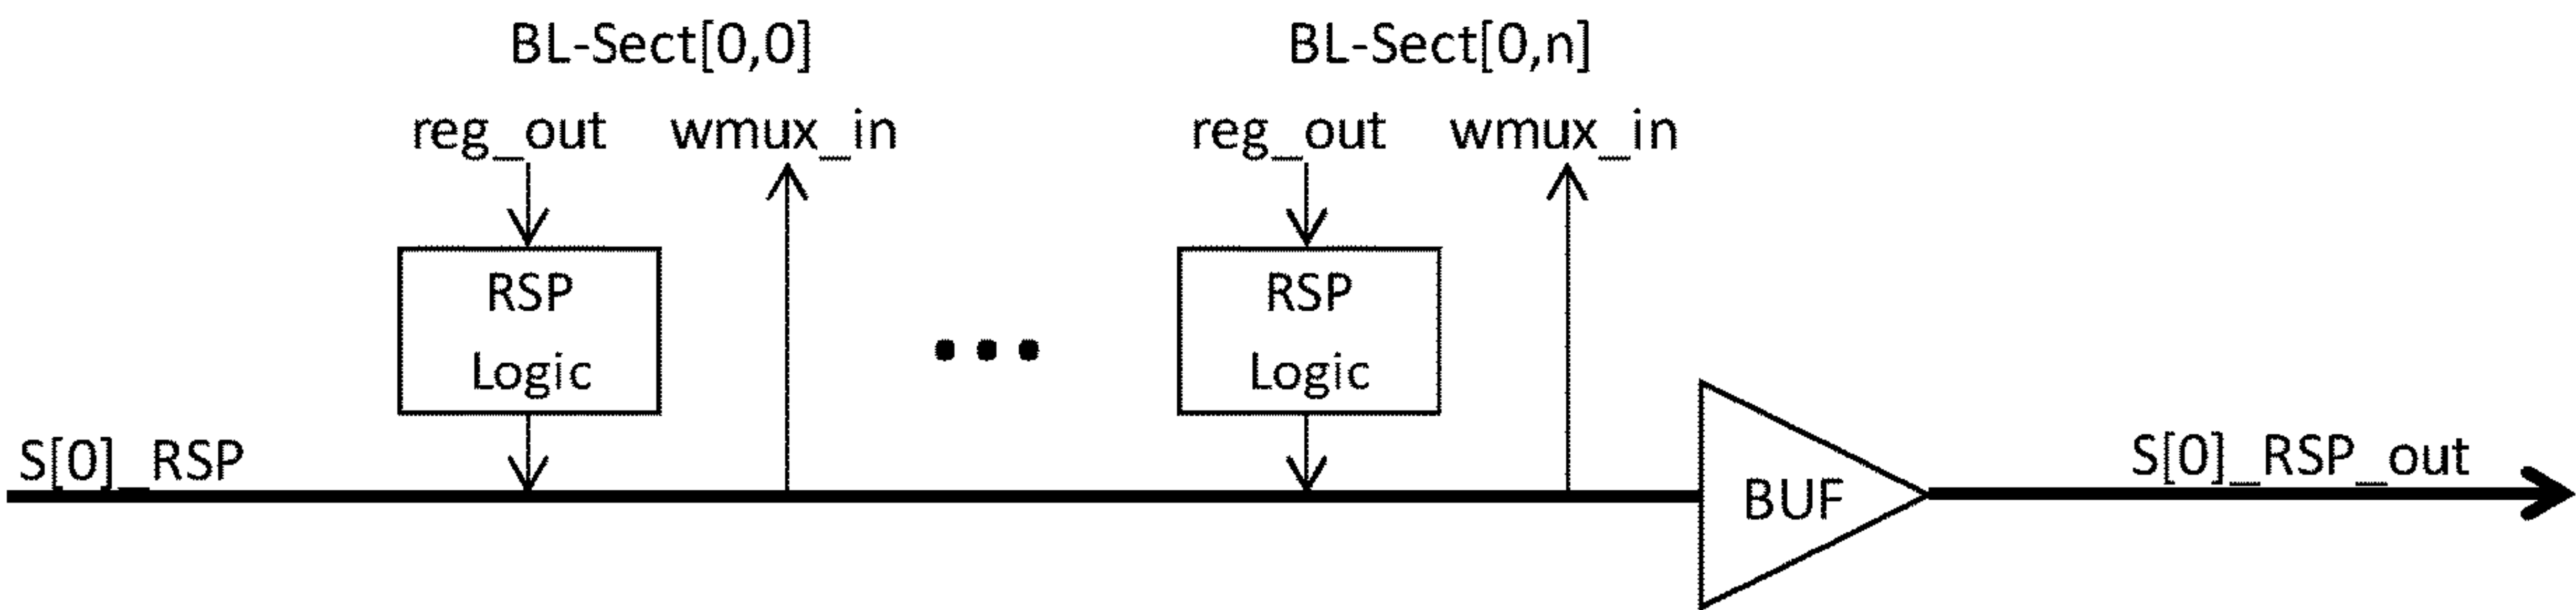 BL-Sect[0,0] BL-Sect[0,n]
reg_out wmux_in reg_out wmux_in
RSP RSP
Logic Logic
S[0]_RSP S[0]_RSP_out
BUF